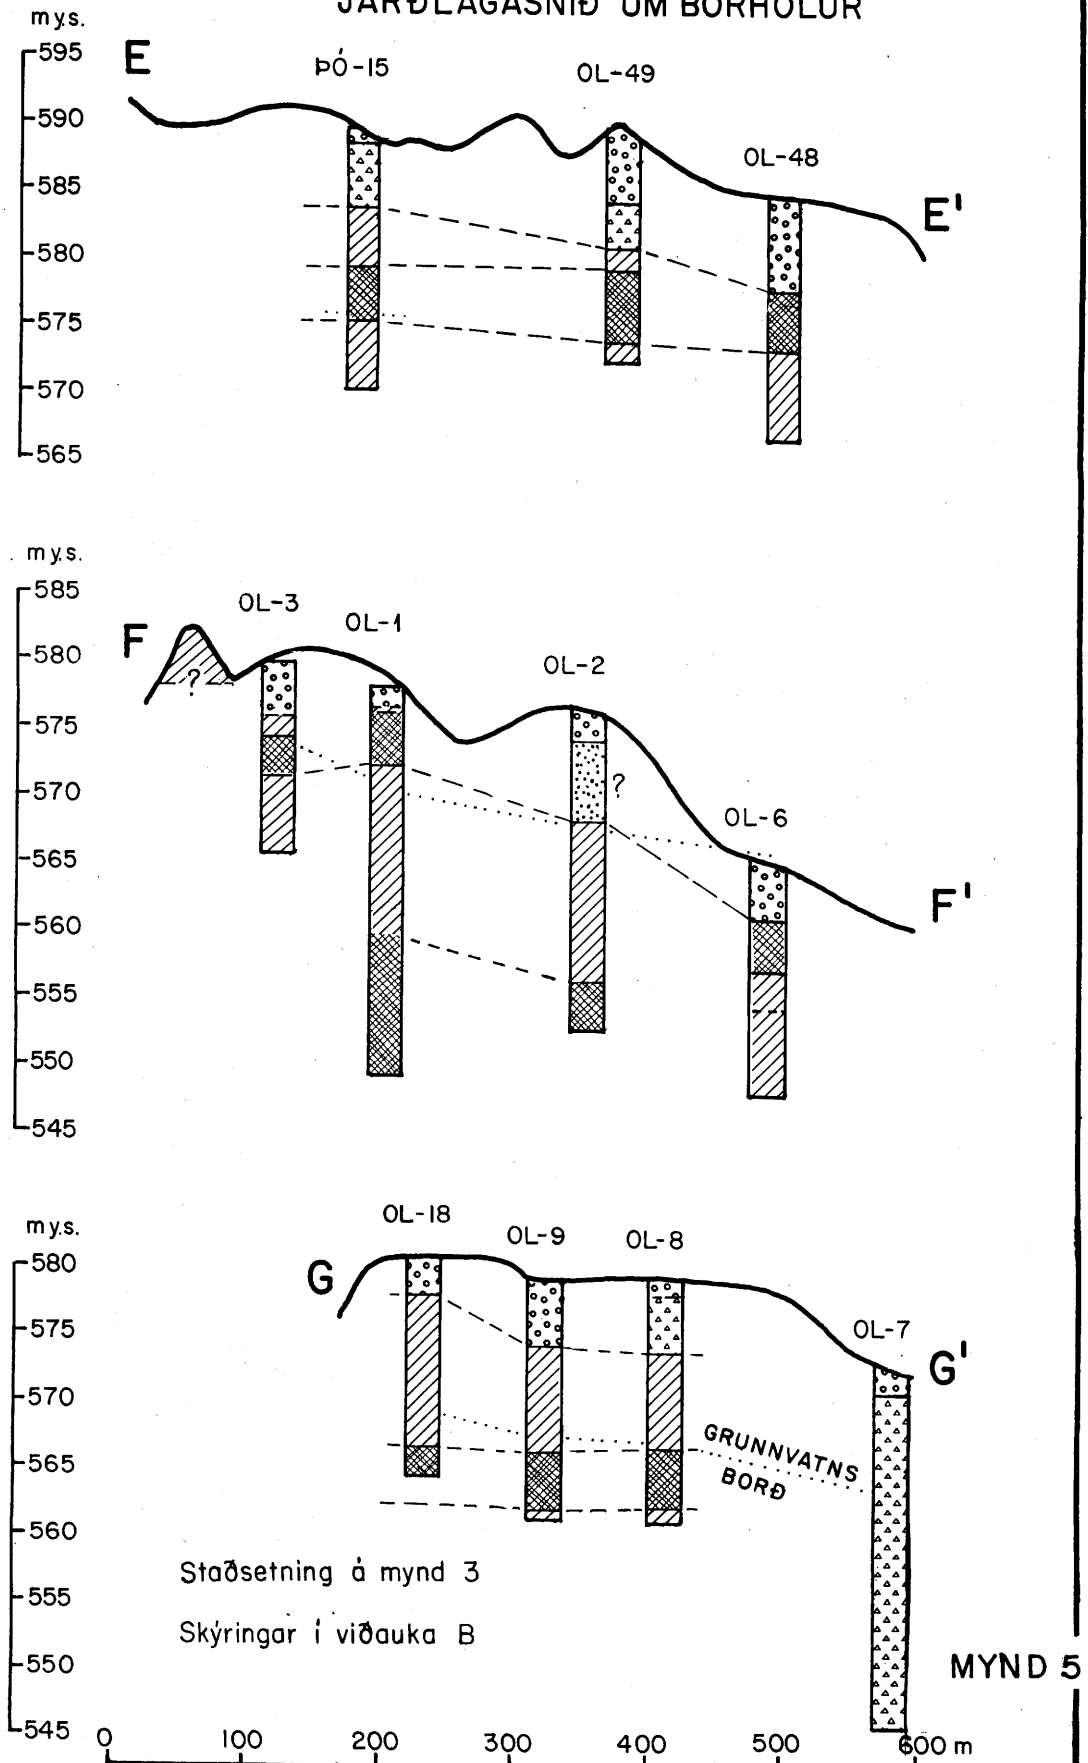 JARÐLAGASNIÐ UM BORHOLUR
m y.s.
595
590
585
580
575
570
565
E
ÞÓ-15
OL-49
OL-48
E'
m y.s.
585
580
575
570
565
560
555
550
545
F
?
OL-3
OL-1
OL-2
?
OL-6
F'
m y.s.
580
575
570
565
560
555
550
545
G
OL-18
OL-9
OL-8
OL-7
G'
GRUNNVATNS
BORÐ
Staðsetning á mynd 3
Skýringar í viðauka B
MYND 5
0 100 200 300 400 500 600 m